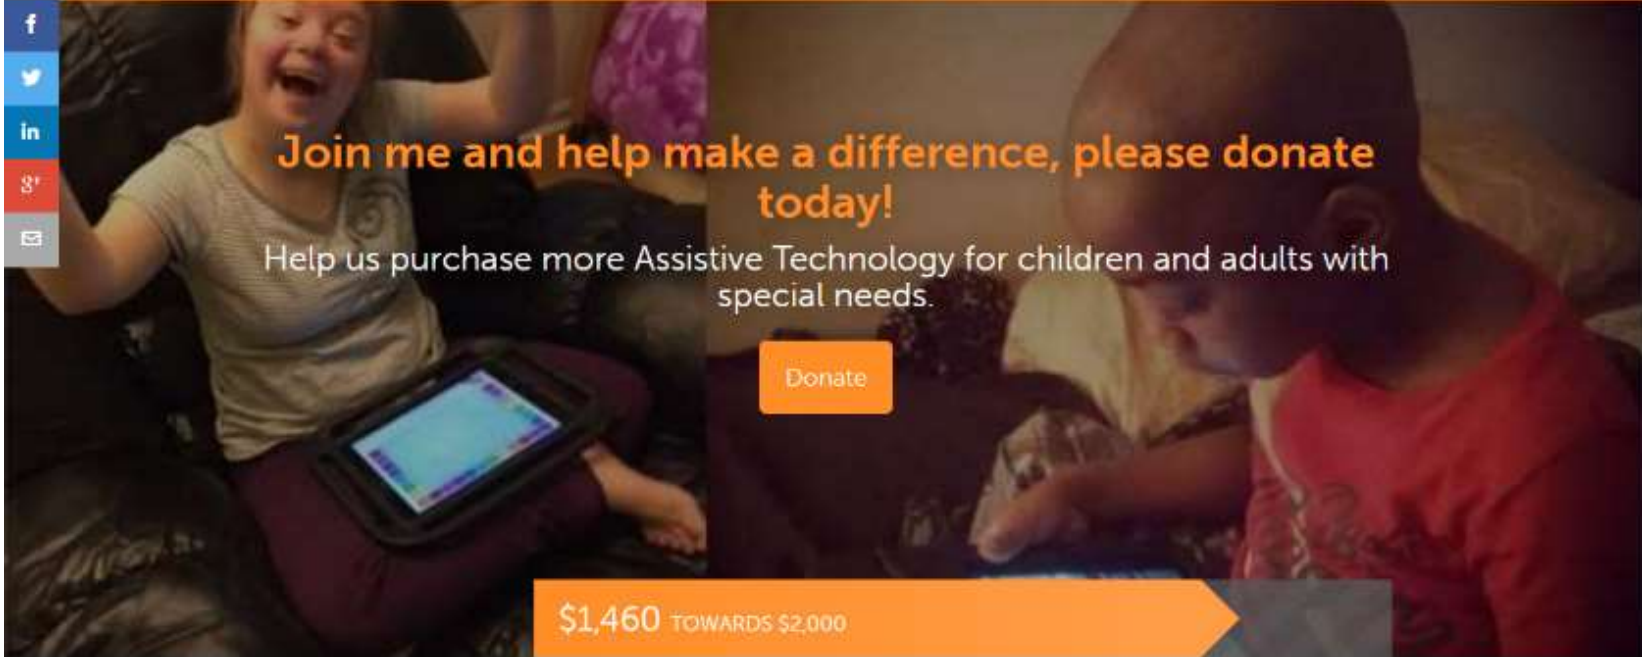 f
in
g+
Join me and help make a difference, please donate
today!
Help us purchase more Assistive Technology for children and adults with
special needs.
Donate
$1,460 TOWARDS $2,000